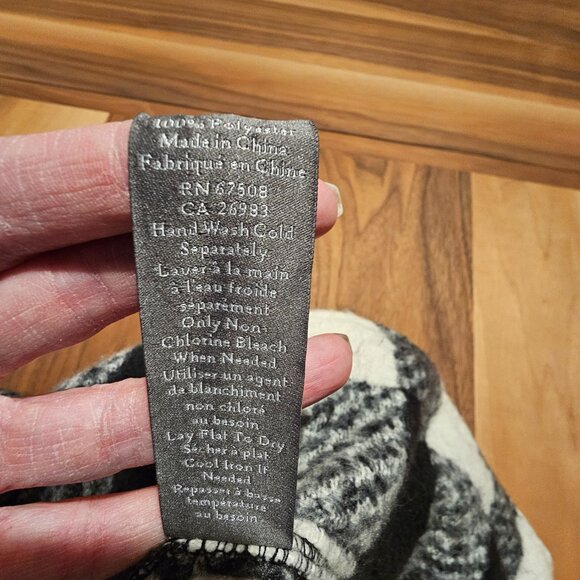 100% Polyester
Made in China
Fabriqué en Chine
RN 67508
CA 26983
Hand Wash Cold
Separately
Laver à la main
à l'eau froide
séparément
Only Non-
Chlorine Bleach
When Needed
Utiliser un agent
de blanchiment
non chloré
au besoin
Lay Flat To Dry
Sécher à plat
Cool Iron If
Needed
Repasser à basse
température
au besoin